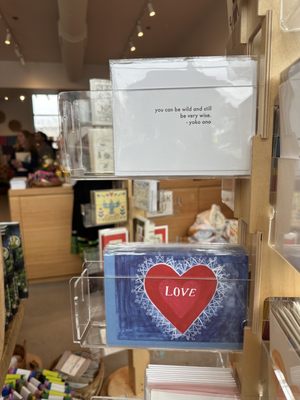 you can be wild and still
be very wise.
- yoko ono
LOVE